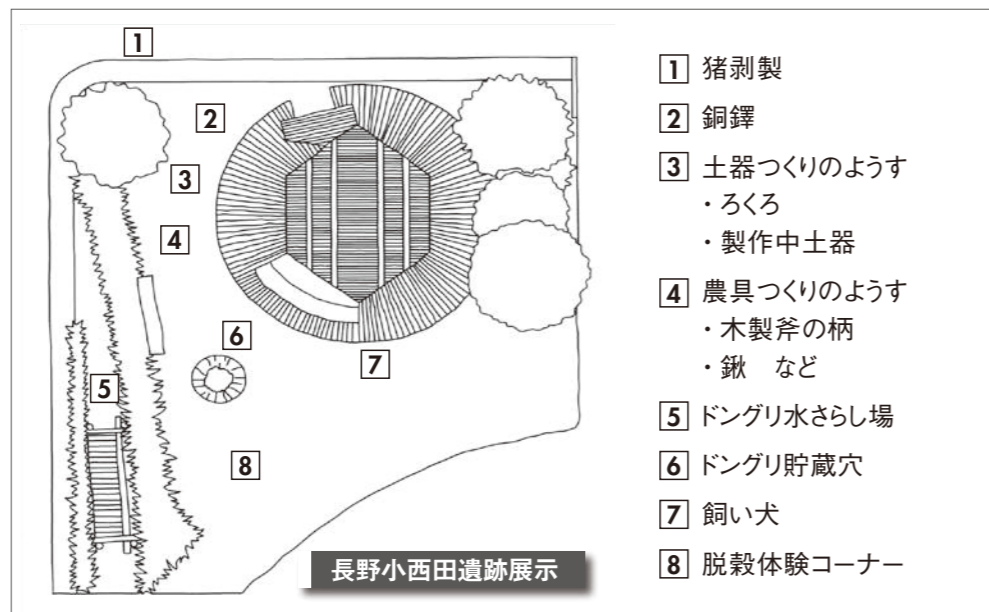 1
2
3
4
5
6
7
8
長野小西田遺跡展示
1 猪剥製
2 銅鐸
3 土器つくりのようす
・ろくろ
・製作中土器
4 農具つくりのようす
・木製斧の柄
・鍬　など
5 ドングリ水さらし場
6 ドングリ貯蔵穴
7 飼い犬
8 脱穀体験コーナー